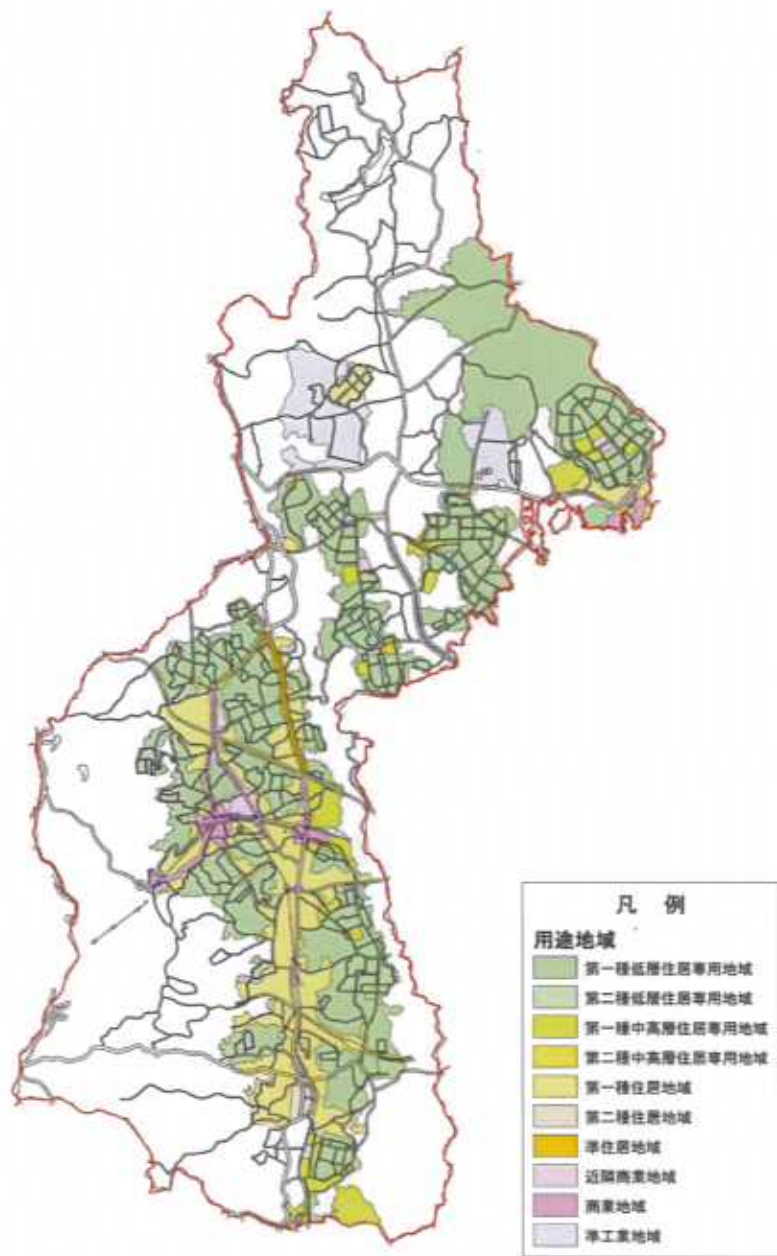 凡 例
用途地域
第一種低層住居専用地域
第二種低層住居専用地域
第一種中高層住居専用地域
第二種中高層住居専用地域
第一種住居地域
第二種住居地域
準住居地域
近隣商業地域
商業地域
準工業地域